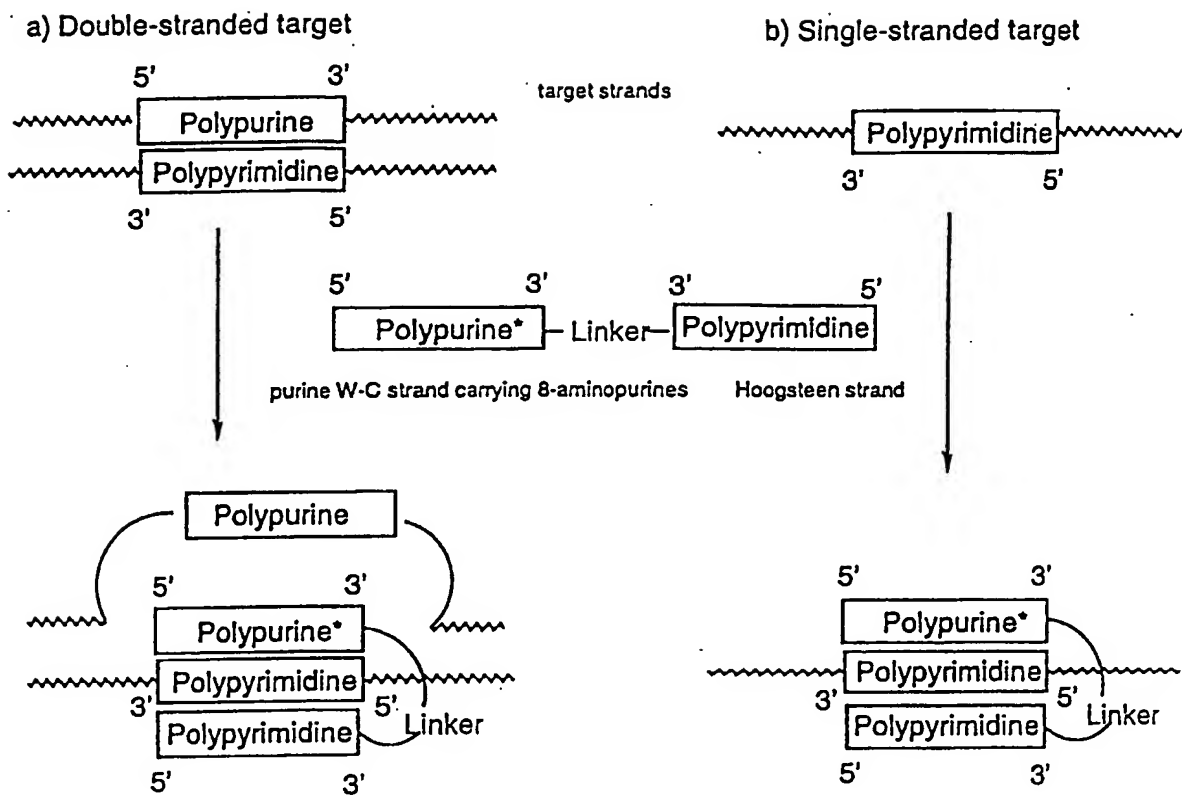 a) Double-stranded target
b) Single-stranded target
5' 3'
target strands
Polypurine
Polypyrimidine
3' 5'
Polypyrimidine
3' 5'
5' 3' 3' 5'
Polypurine* Linker Polypyrimidine
purine W-C strand carrying 8-aminopurines Hoogsteen strand
Polypurine
5' 3'
Polypurine*
Polypyrimidine
3' 5'
Linker
Polypyrimidine
5' 3'
5' 3'
Polypurine*
Polypyrimidine
3' 5'
Linker
Polypyrimidine
5' 3'